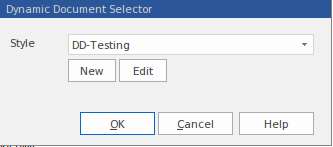 Dynamic Document Selector
Style DD-Testing
New Edit
OK Cancel Help